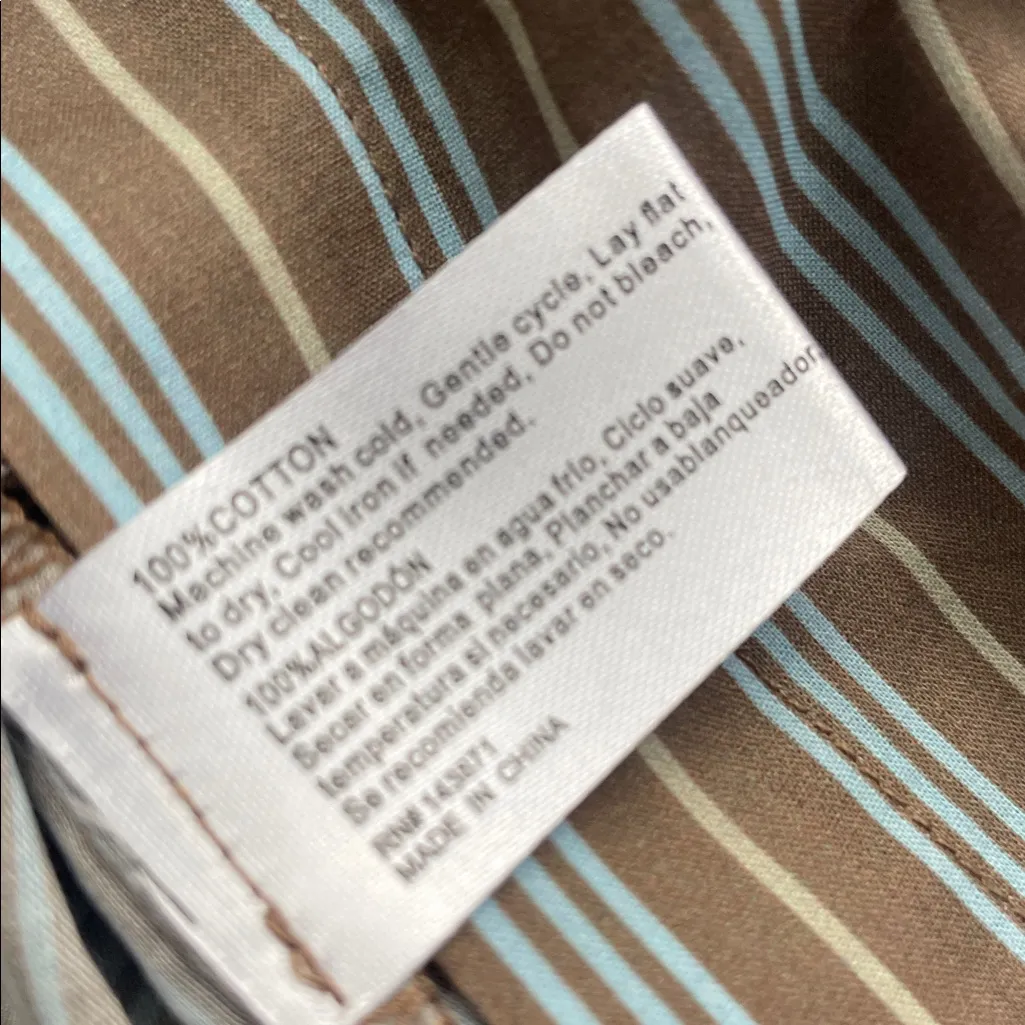 100%COTTON
Machine wash cold, Gentle cycle, Lay flat
to dry, Cool iron if needed, Do not bleach,
Dry clean recommended.
100%ALGODÓN
Lavar a máquina en agua frío, Ciclo suave,
Secar en forma plana, Planchar a baja
temperatura si necesario, No usablanqueador,
Se recomienda lavar en seco.
RN# 143871
MADE IN CHINA